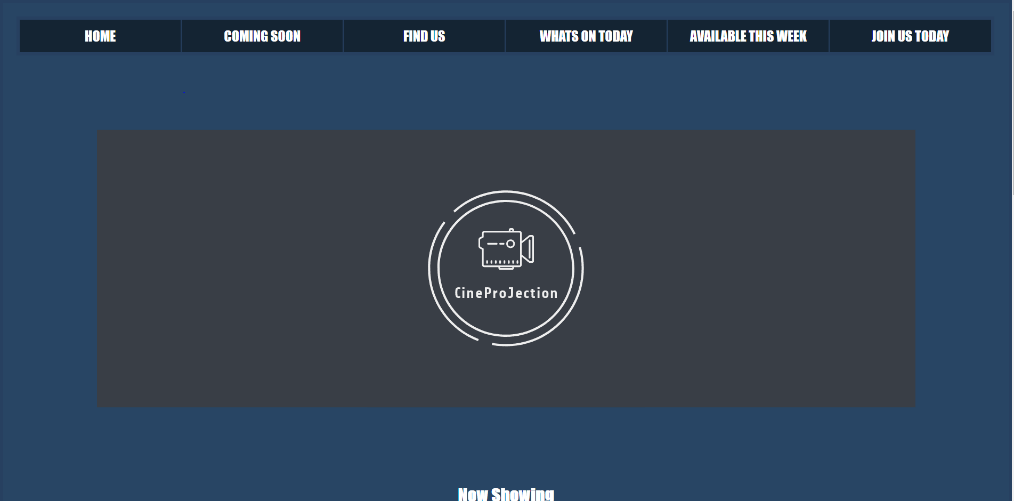 HOME COMING SOON FIND US WHATS ON TODAY AVAILABLE THIS WEEK JOIN US TODAY
CineProJection
Now Showing